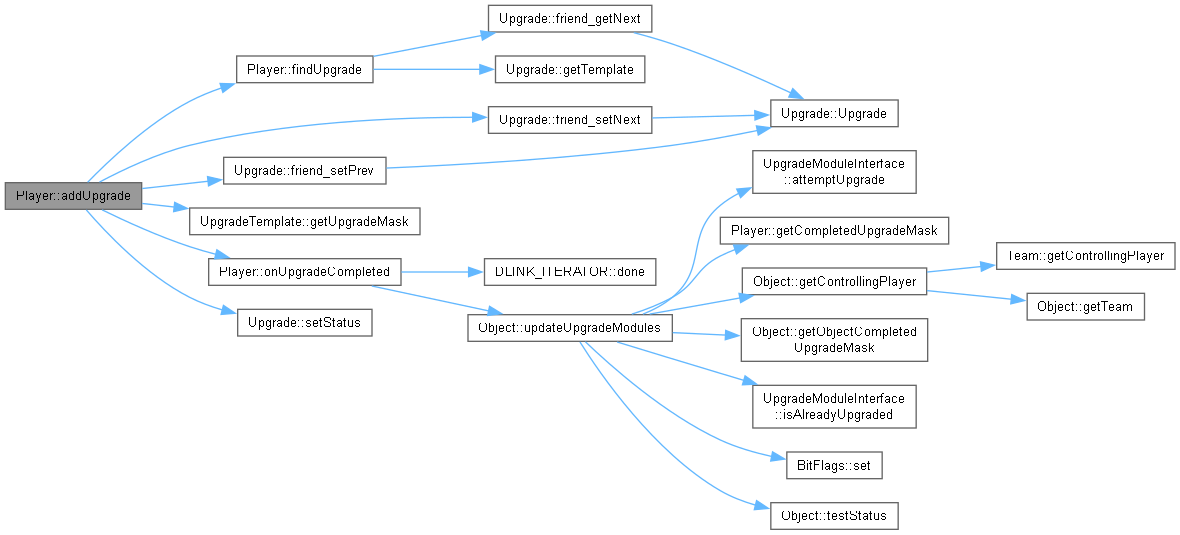 Player::addUpgrade
Player::findUpgrade
Upgrade::friend_getNext
Upgrade::getTemplate
Upgrade::friend_setNext
Upgrade::Upgrade
Upgrade::friend_setPrev
UpgradeTemplate::getUpgradeMask
Player::onUpgradeCompleted
DLINK_ITERATOR::done
Upgrade::setStatus
Object::updateUpgradeModules
UpgradeModuleInterface
::attemptUpgrade
Player::getCompletedUpgradeMask
Object::getControllingPlayer
Team::getControllingPlayer
Object::getTeam
Object::getObjectCompleted
UpgradeMask
UpgradeModuleInterface
::isAlreadyUpgraded
BitFlags::set
Object::testStatus